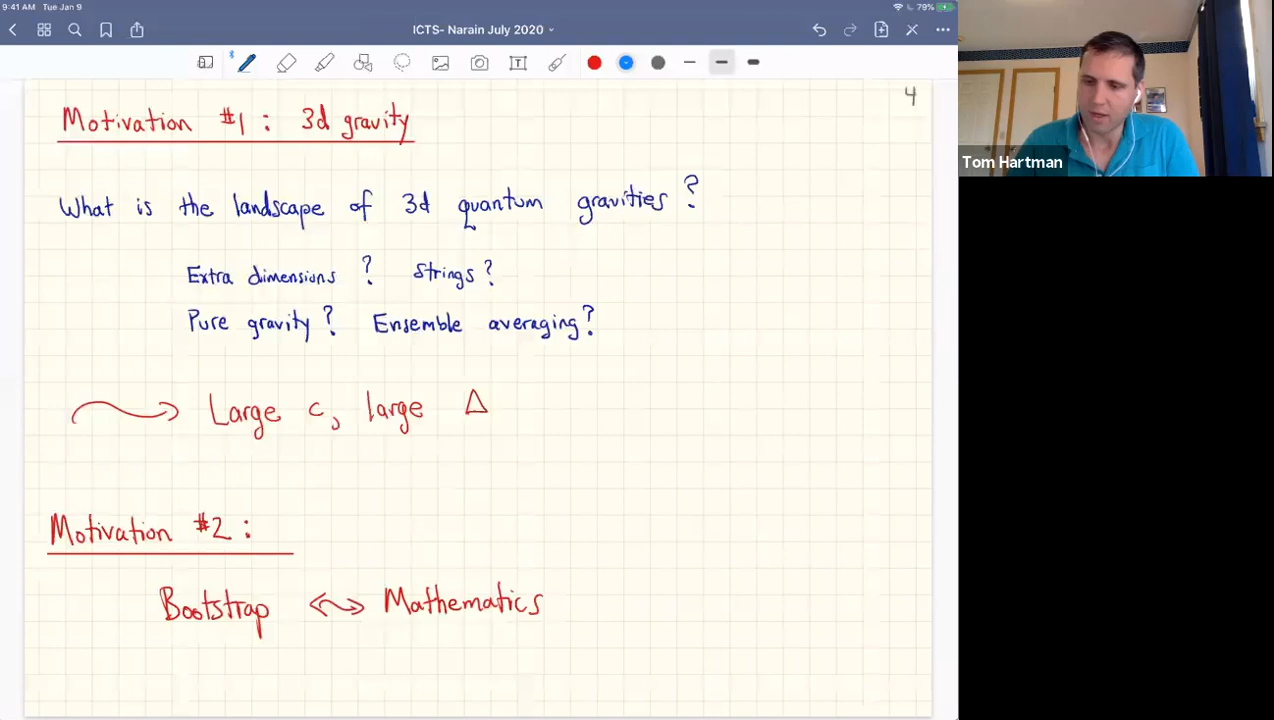 9:41 AM Tue Jan 9
79%
ICTS- Narain July 2020
4
Motivation #1 : 3d gravity
What is the landscape of 3d quantum gravities ?
Extra dimensions ? Strings ?
Pure gravity ? Ensemble averaging ?
Large c, large Δ
Motivation #2 :
Bootstrap ↔ Mathematics
Tom Hartman